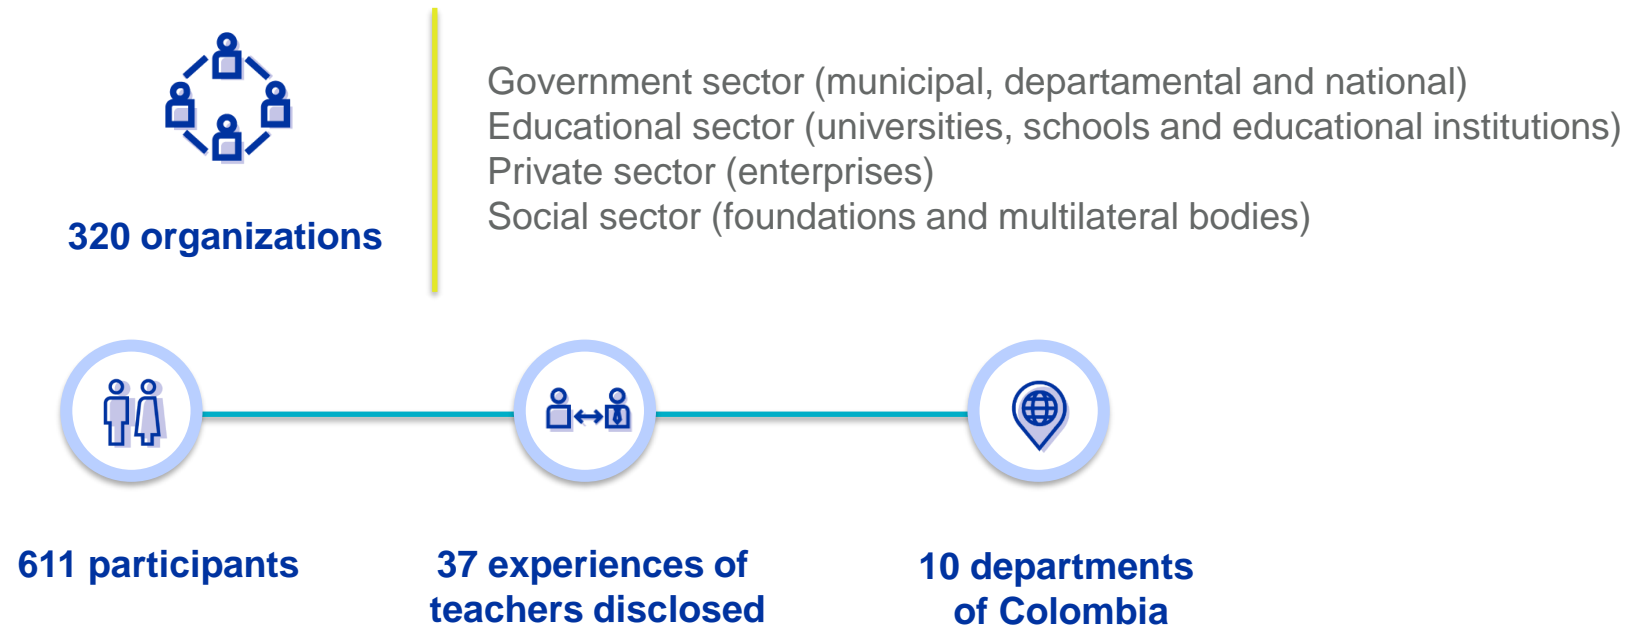 320 organizations
Government sector (municipal, departamental and national)
Educational sector (universities, schools and educational institutions)
Private sector (enterprises)
Social sector (foundations and multilateral bodies)
611 participants
37 experiences of
teachers disclosed
10 departments
of Colombia